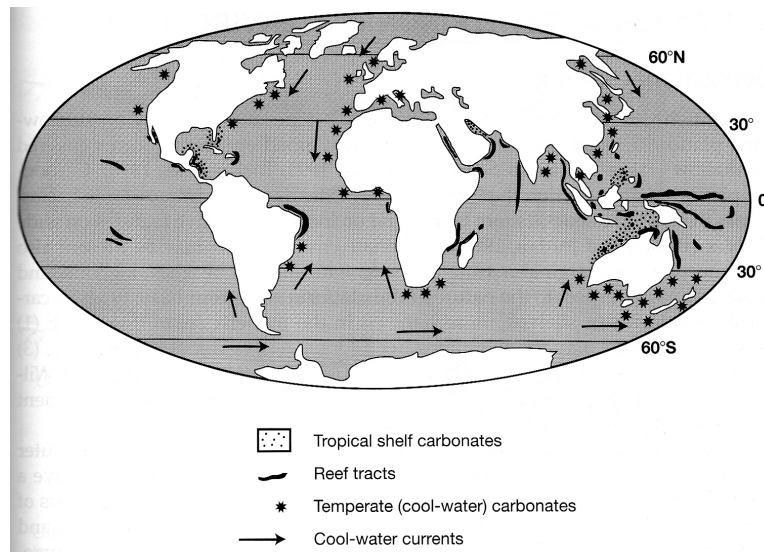 60°N
30°
0
30°
60°S
Tropical shelf carbonates
Reef tracts
Temperate (cool-water) carbonates
Cool-water currents